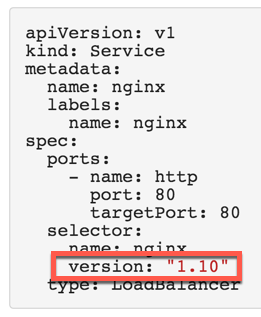 apiVersion: v1
kind: Service
metadata:
  name: nginx
  labels:
    name: nginx
spec:
  ports:
    - name: http
      port: 80
      targetPort: 80
  selector:
    name: nginx
    version: "1.10"
  type: LoadBalancer